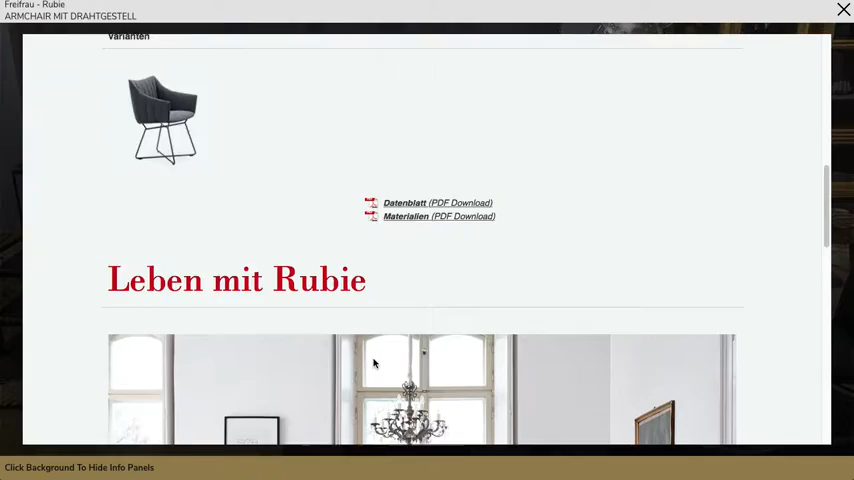 Freifrau - Rubie
ARMCHAIR MIT DRAHTGESTELL
Varianten
Datenblatt (PDF Download)
Materialien (PDF Download)
Leben mit Rubie
Click Background To Hide Info Panels